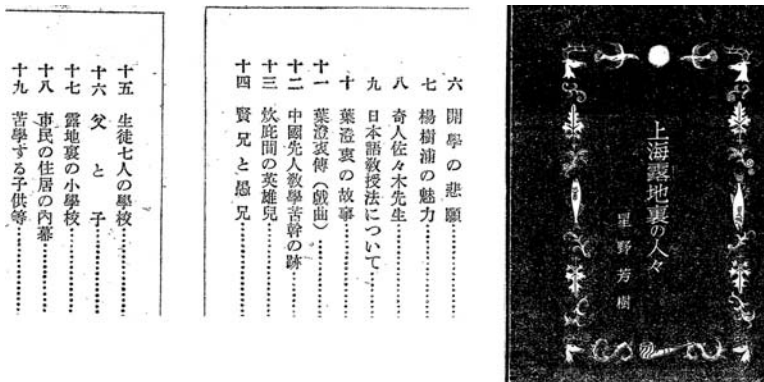 上海露地裏の人々
星野芳樹
六 開學の悲願
七 楊樹浦の魅力
八 奇人佐々木先生
九 日本語敎授法について
十 葉澄衷の故事
十一 葉澄衷傳(戯曲)
十二 中國先人敎學苦幹の跡
十三 炊庇間の英雄兒
十四 賢兄と愚兄
十五 生徒七人の學校
十六 父と子
十七 露地裏の小學校
十八 市民の住居の內幕
十九 苦學する子供等